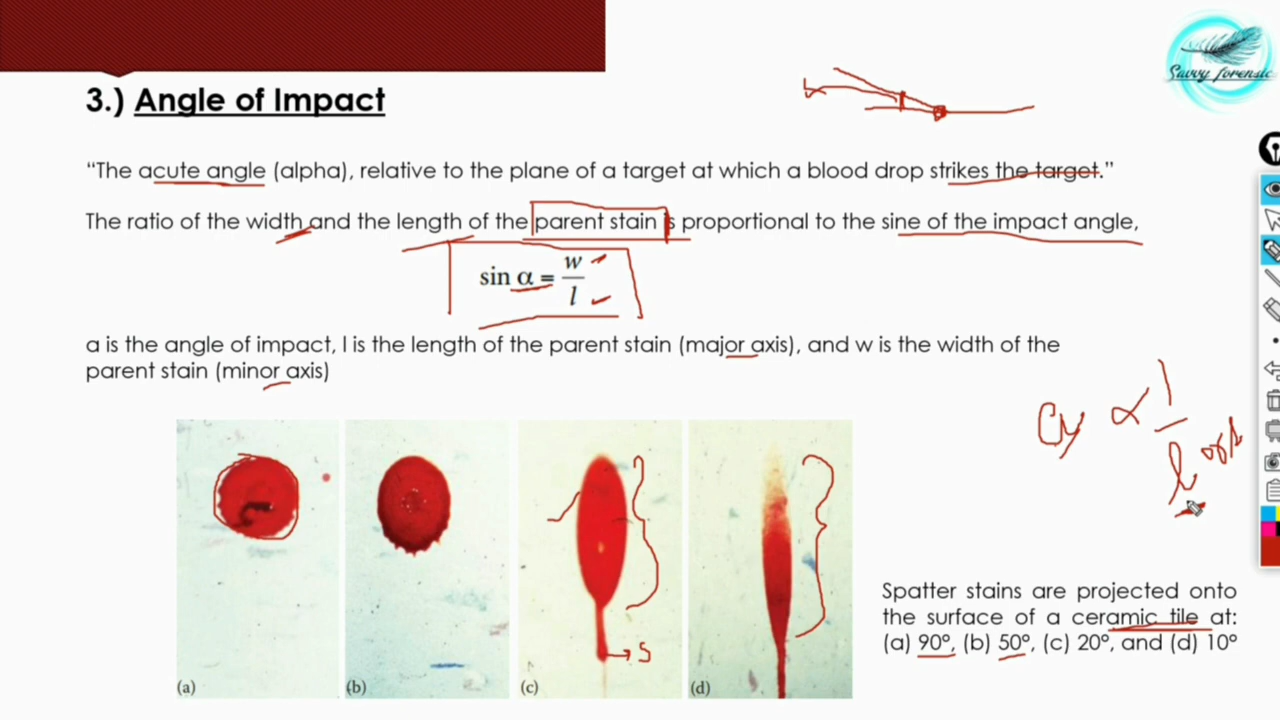 Savvy forensic
3.) Angle of Impact
“The acute angle (alpha), relative to the plane of a target at which a blood drop strikes the target.”
The ratio of the width and the length of the parent stain is proportional to the sine of the impact angle,
sin α = w/l
a is the angle of impact, l is the length of the parent stain (major axis), and w is the width of the
parent stain (minor axis)
α 1
l
S
Spatter stains are projected onto
the surface of a ceramic tile at:
(a) 90°, (b) 50°, (c) 20°, and (d) 10°
(a)
(b)
(c)
(d)